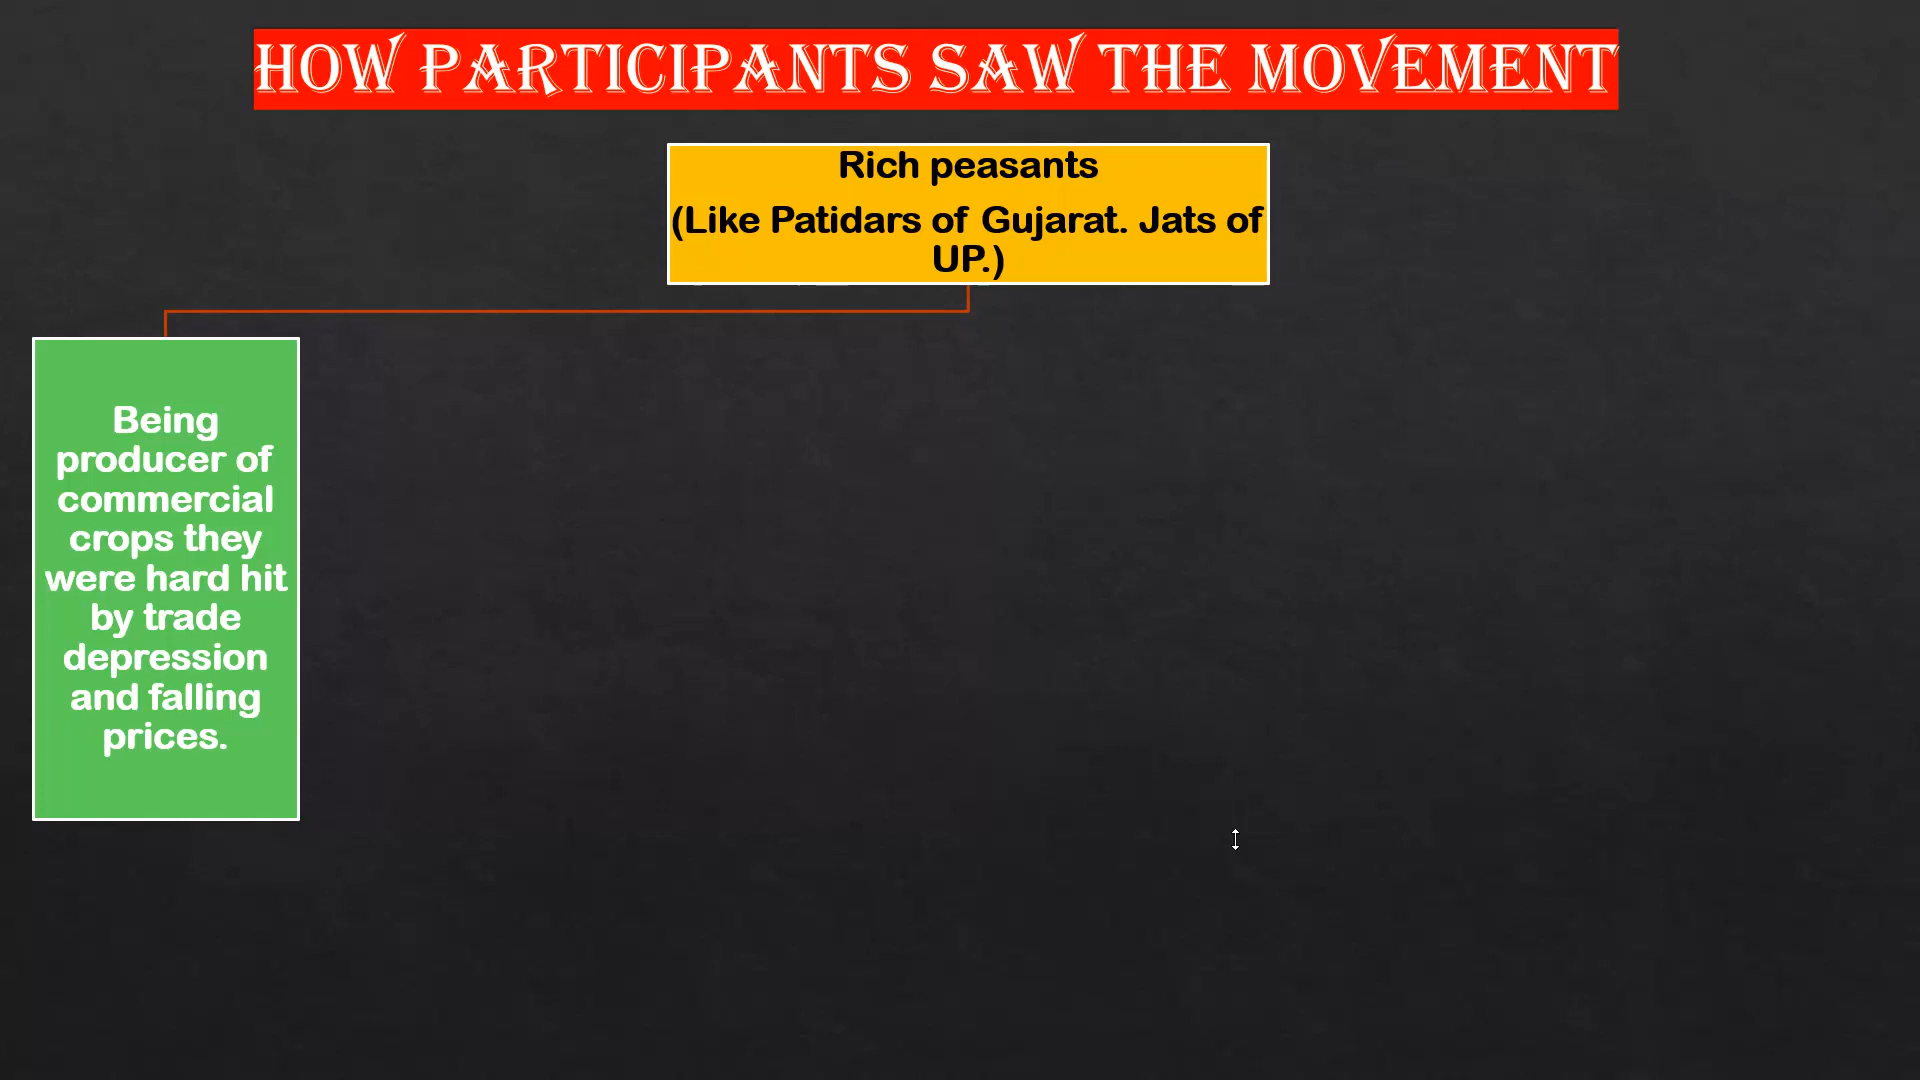 HOW PARTICIPANTS SAW THE MOVEMENT
Rich peasants
(Like Patidars of Gujarat. Jats of
UP.)
Being
producer of
commercial
crops they
were hard hit
by trade
depression
and falling
prices.